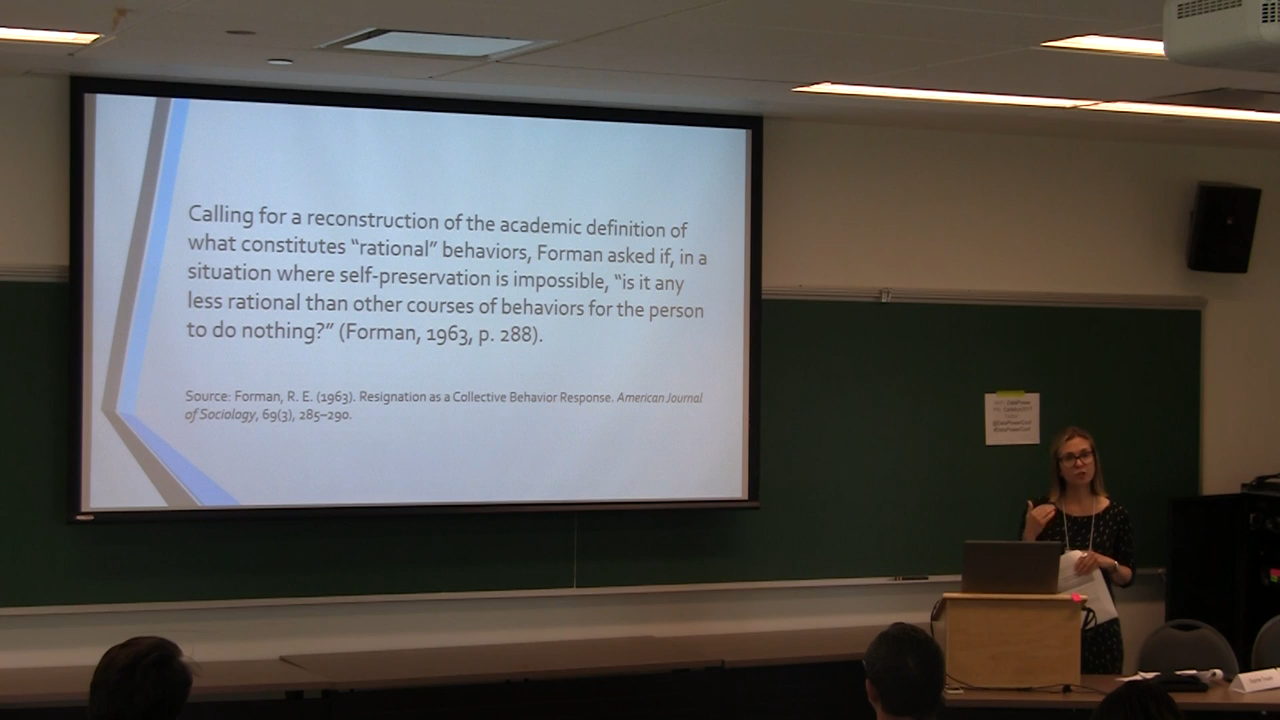 Calling for a reconstruction of the academic definition of
what constitutes “rational” behaviors, Forman asked if, in a
situation where self-preservation is impossible, “is it any
less rational than other courses of behaviors for the person
to do nothing?” (Forman, 1963, p. 288).
Source: Forman, R. E. (1963). Resignation as a Collective Behavior Response. American Journal
of Sociology, 69(3), 285–290.
@DataPowerConf
#DataPowerConf